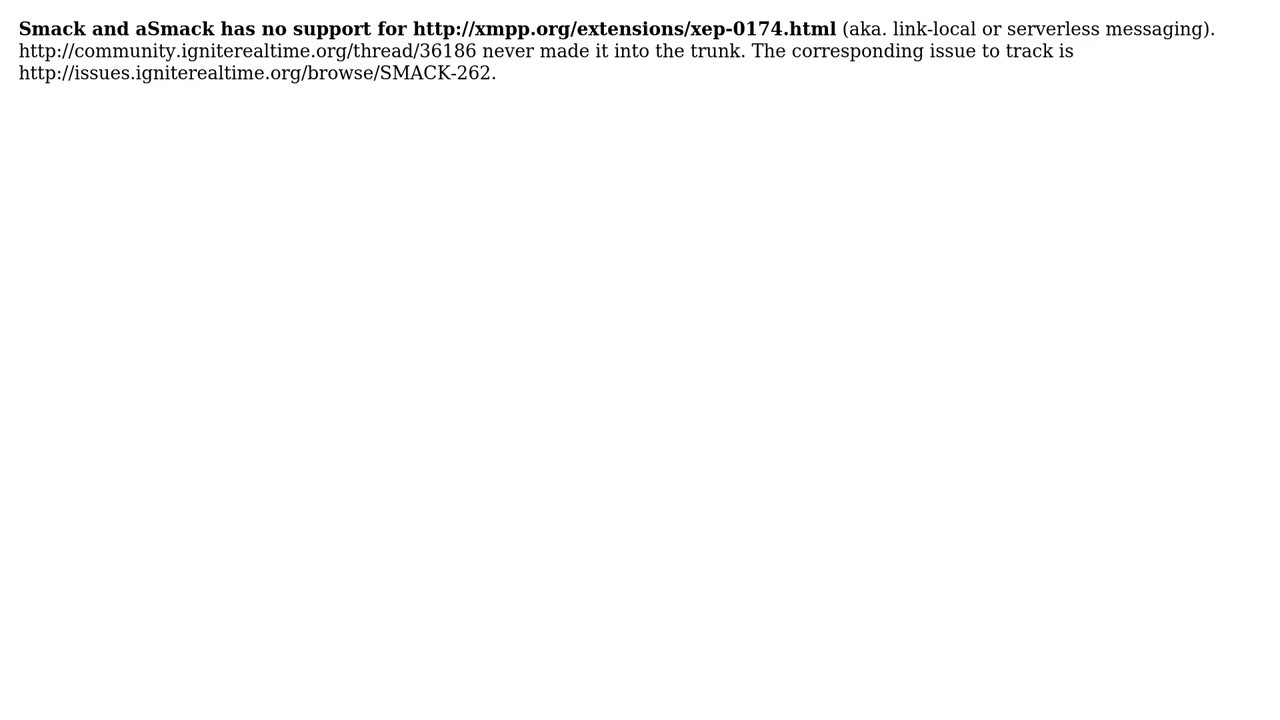 Smack and aSmack has no support for http://xmpp.org/extensions/xep-0174.html (aka. link-local or serverless messaging).
http://community.igniterealtime.org/thread/36186 never made it into the trunk. The corresponding issue to track is
http://issues.igniterealtime.org/browse/SMACK-262.